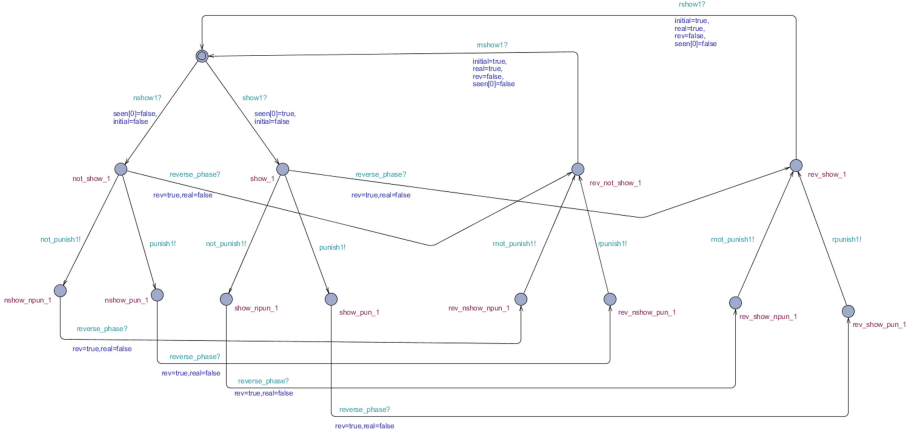 rshow1?
initial=true,
real=true,
rev=false,
seen[0]=false
rnshow1?
initial=true,
real=true,
rev=false,
seen[0]=false
nshow1?
show1?
seen[0]=false,
initial=false
seen[0]=true,
initial=false
not_show_1
reverse_phase?
show_1
reverse_phase?
rev_not_show_1
rev_show_1
rev=true,real=false
rev=true,real=false
not_punish1!
punish1!
not_punish1!
punish1!
rnot_punish1!
rpunish1!
rnot_punish1!
rpunish1!
nshow_npun_1
nshow_pun_1
show_npun_1
show_pun_1
rev_nshow_npun_1
rev_nshow_pun_1
rev_show_npun_1
rev_show_pun_1
reverse_phase?
rev=true,real=false
reverse_phase?
rev=true,real=false
reverse_phase?
rev=true,real=false
reverse_phase?
rev=true,real=false